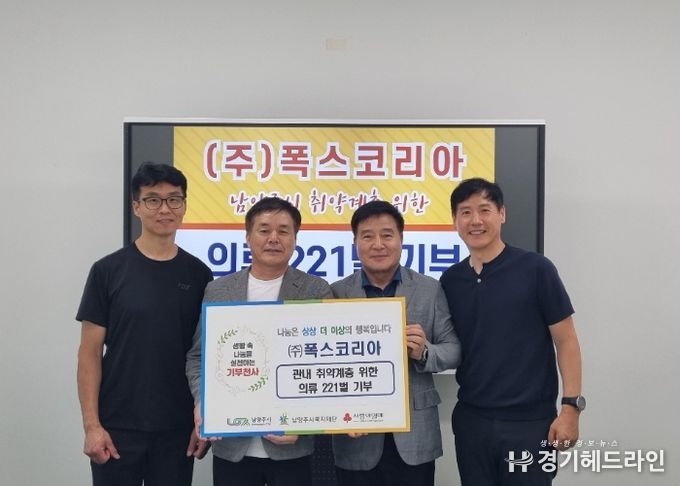 (주)폭스코리아
남양주시 취약계층 위한
의류 221벌 기부
생활 속
나눔을
실천하는
기부천사
나눔은 상상 더 이상의 행복입니다
(주)폭스코리아
관내 취약계층 위한
의류 221벌 기부
남양주시
남양주시복지재단
사랑의열매
생생한 경보뉴스
경기헤드라인